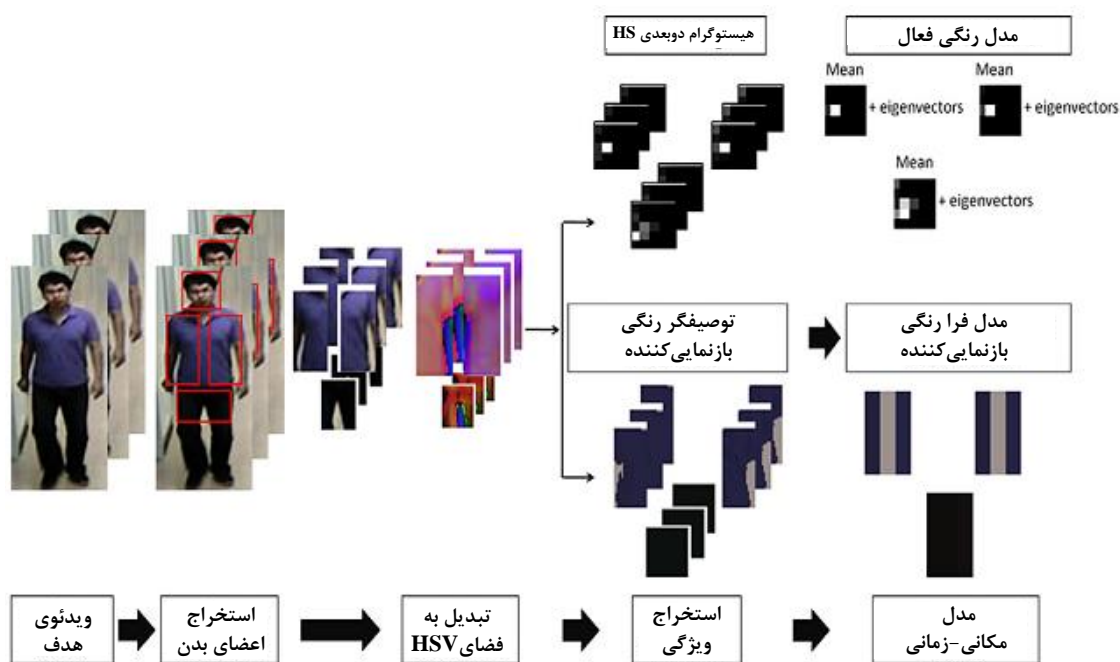 هیستوگرام دوبعدی HS
مدل رنگی فعال
Mean
+ eigenvectors
Mean
+ eigenvectors
Mean
+ eigenvectors
توصیفگر رنگی
بازنمایی‌کننده
مدل فرا رنگی
بازنمایی‌کننده
ویدئوی
هدف
استخراج
اعضای بدن
تبدیل به
فضای HSV
استخراج
ویژگی
مدل
مکانی-زمانی